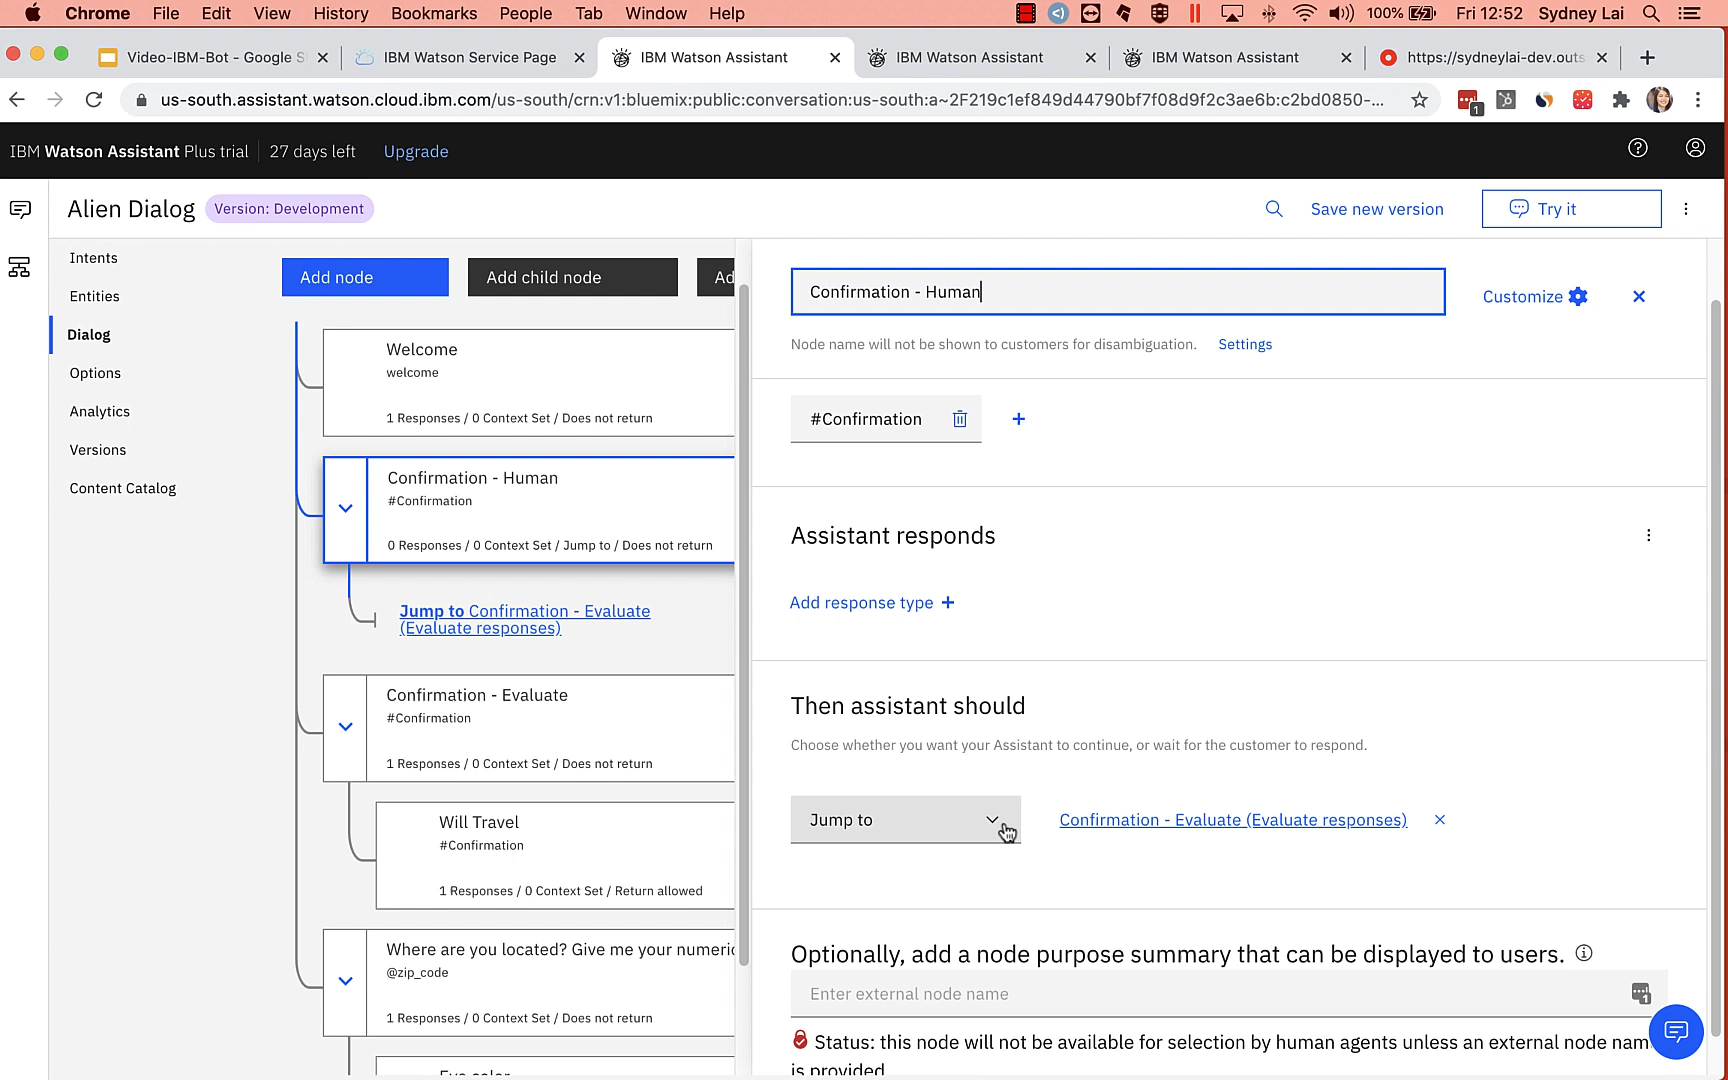 Chrome File Edit View History Bookmarks People Tab Window Help 100% Fri 12:52 Sydney Lai
Video-IBM-Bot - Google S IBM Watson Service Page IBM Watson Assistant IBM Watson Assistant IBM Watson Assistant https://sydneylai-dev.outs
us-south.assistant.watson.cloud.ibm.com/us-south/crn:v1:bluemix:public:conversation:us-south:a~2F219c1ef849d44790bf7f08d9f2c3ae6b:c2bd0850-... 1
IBM Watson Assistant Plus trial 27 days left Upgrade
Alien Dialog Version: Development Save new version Try it
Intents
Entities
Dialog
Options
Analytics
Versions
Content Catalog
Add node Add child node Ad
Welcome
welcome
1 Responses / 0 Context Set / Does not return
Confirmation - Human
#Confirmation
0 Responses / 0 Context Set / Jump to / Does not return
Jump to Confirmation - Evaluate
(Evaluate responses)
Confirmation - Evaluate
#Confirmation
1 Responses / 0 Context Set / Does not return
Will Travel
#Confirmation
1 Responses / 0 Context Set / Return allowed
Where are you located? Give me your numeric
@zip_code
1 Responses / 0 Context Set / Does not return
Eye color
Confirmation - Human
Customize
Node name will not be shown to customers for disambiguation. Settings
#Confirmation
Assistant responds
Add response type +
Then assistant should
Choose whether you want your Assistant to continue, or wait for the customer to respond.
Jump to Confirmation - Evaluate (Evaluate responses)
Optionally, add a node purpose summary that can be displayed to users.
Enter external node name 1
Status: this node will not be available for selection by human agents unless an external node nam
is provided